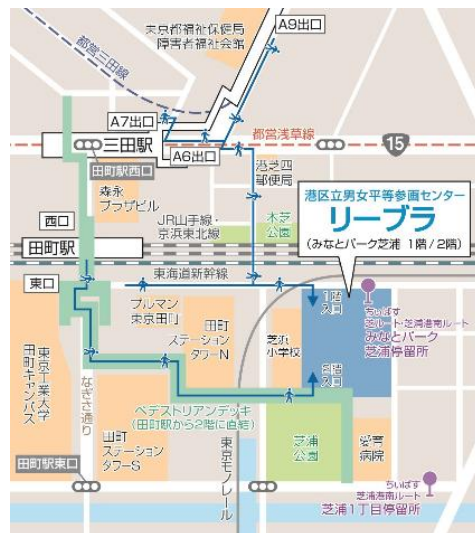 東京都福祉保健局
障害者福祉会館
A9出口
都営三田線
A7出口
三田駅
都営浅草線
15
田町駅西口
A6出口
港芝四
郵便局
森永
プラザビル
港区立男女平等参画センター
リーブラ
(みなとパーク芝浦 1階/2階)
西口
JR山手線・
京浜東北線
本芝
公園
田町駅
東海道新幹線
東口
1階
入口
ちぃばす
芝ルート・芝浦港南ルート
みなとパーク
芝浦停留所
プルマン
東京田町
田町
ステーション
タワーN
芝浜
小学校
2階
入口
東京工業大学
田町キャンパス
なぎさ通り
ペデストリアンデッキ
(田町駅から2階に直結)
田町
ステーション
タワーS
東京モノレール
芝浦
公園
愛育
病院
田町駅東口
ちぃばす
芝浦港南ルート
芝浦1丁目停留所